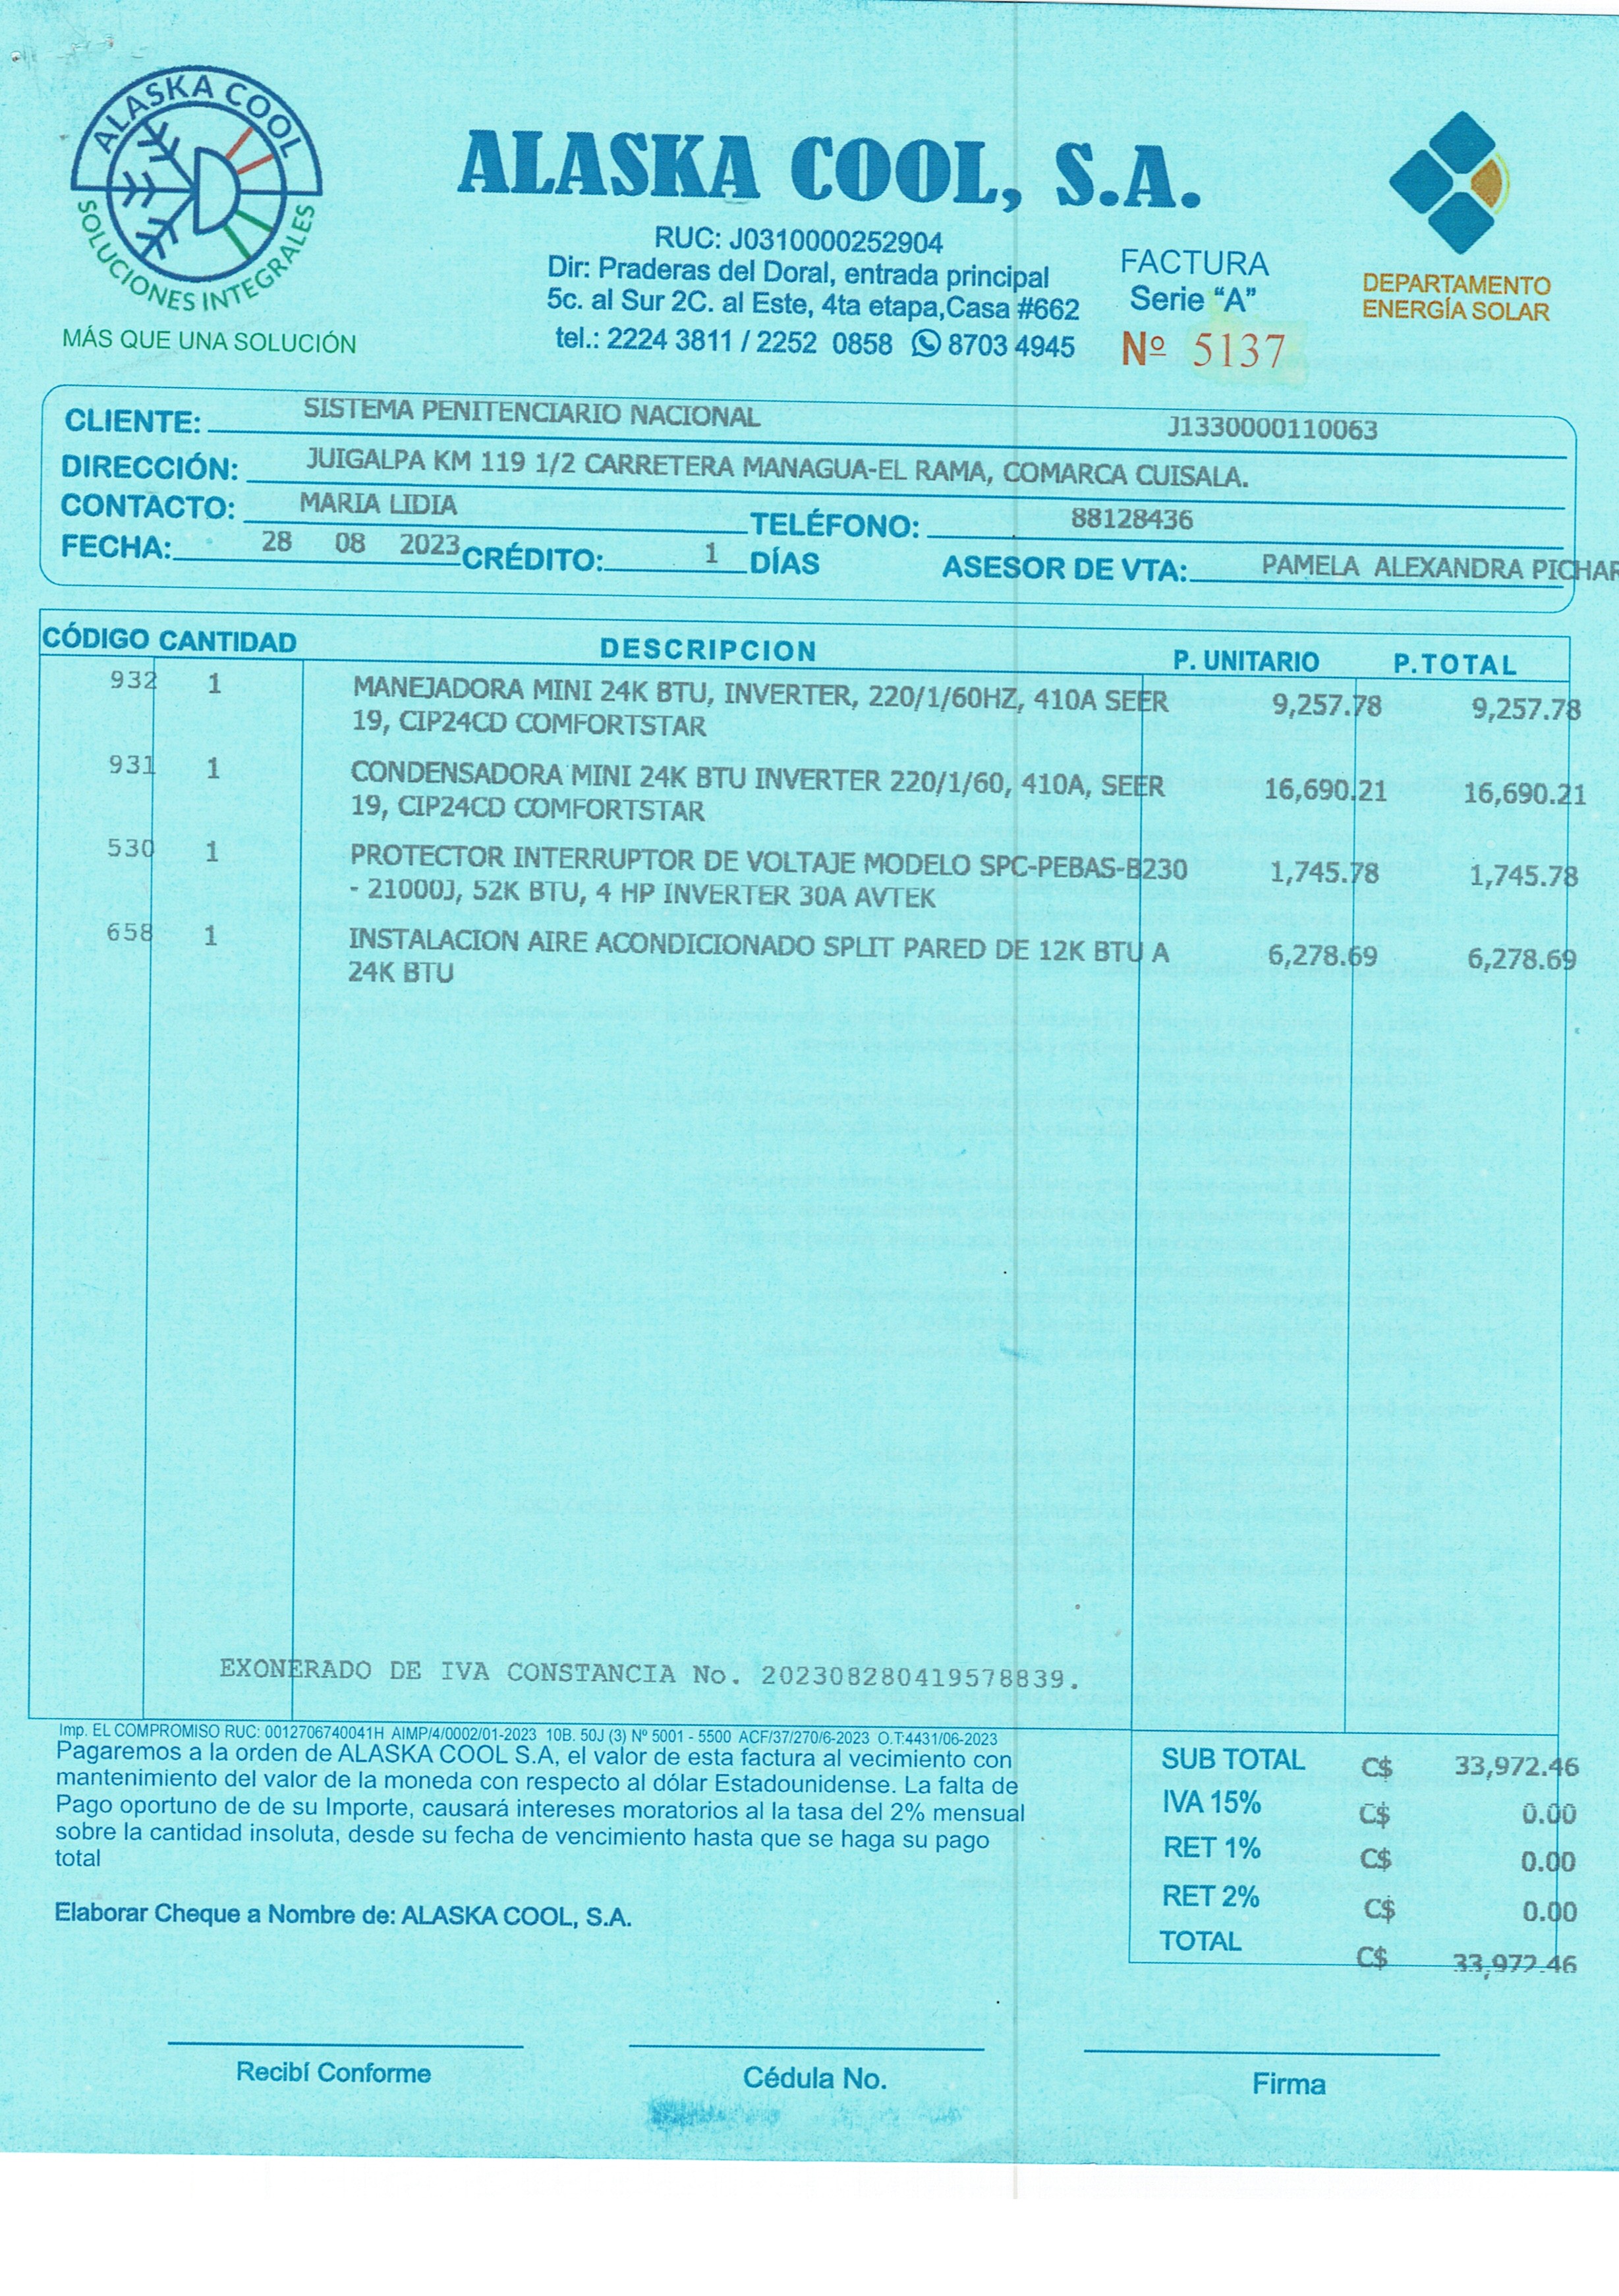 ALASKA COOL
SOLUCIONES INTEGRALES
MÁS QUE UNA SOLUCIÓN
ALASKA COOL, S.A.
RUC: J0310000252904
Dir: Praderas del Doral, entrada principal
5c. al Sur 2C. al Este, 4ta etapa,Casa #662
tel.: 2224 3811 / 2252 0858 8703 4945
FACTURA
Serie “A”
Nº 5137
DEPARTAMENTO
ENERGÍA SOLAR
CLIENTE: SISTEMA PENITENCIARIO NACIONAL J1330000110063
DIRECCIÓN: JUIGALPA KM 119 1/2 CARRETERA MANAGUA-EL RAMA, COMARCA CUISALA.
CONTACTO: MARIA LIDIA TELÉFONO: 88128436
FECHA: 28 08 2023 CRÉDITO: 1 DÍAS ASESOR DE VTA: PAMELA ALEXANDRA PICHAR
CÓDIGO CANTIDAD DESCRIPCION P. UNITARIO P.TOTAL
932 1 MANEJADORA MINI 24K BTU, INVERTER, 220/1/60HZ, 410A SEER 9,257.78 9,257.78
19, CIP24CD COMFORTSTAR
931 1 CONDENSADORA MINI 24K BTU INVERTER 220/1/60, 410A, SEER 16,690.21 16,690.21
19, CIP24CD COMFORTSTAR
530 1 PROTECTOR INTERRUPTOR DE VOLTAJE MODELO SPC-PEBAS-B230 1,745.78 1,745.78
- 21000J, 52K BTU, 4 HP INVERTER 30A AVTEK
658 1 INSTALACION AIRE ACONDICIONADO SPLIT PARED DE 12K BTU A 6,278.69 6,278.69
24K BTU
EXONERADO DE IVA CONSTANCIA No. 202308280419578839.
Imp. EL COMPROMISO RUC: 0012706740041H AIMP/4/0002/01-2023 10B. 50J (3) Nº 5001 - 5500 ACF/37/270/6-2023 O.T:4431/06-2023
Pagaremos a la orden de ALASKA COOL S.A, el valor de esta factura al vecimiento con
mantenimiento del valor de la moneda con respecto al dólar Estadounidense. La falta de
Pago oportuno de de su Importe, causará intereses moratorios al la tasa del 2% mensual
sobre la cantidad insoluta, desde su fecha de vencimiento hasta que se haga su pago
total
Elaborar Cheque a Nombre de: ALASKA COOL, S.A.
SUB TOTAL C$ 33,972.46
IVA 15% C$ 0.00
RET 1% C$ 0.00
RET 2% C$ 0.00
TOTAL C$ 33,972.46
Recibí Conforme
Cédula No.
Firma